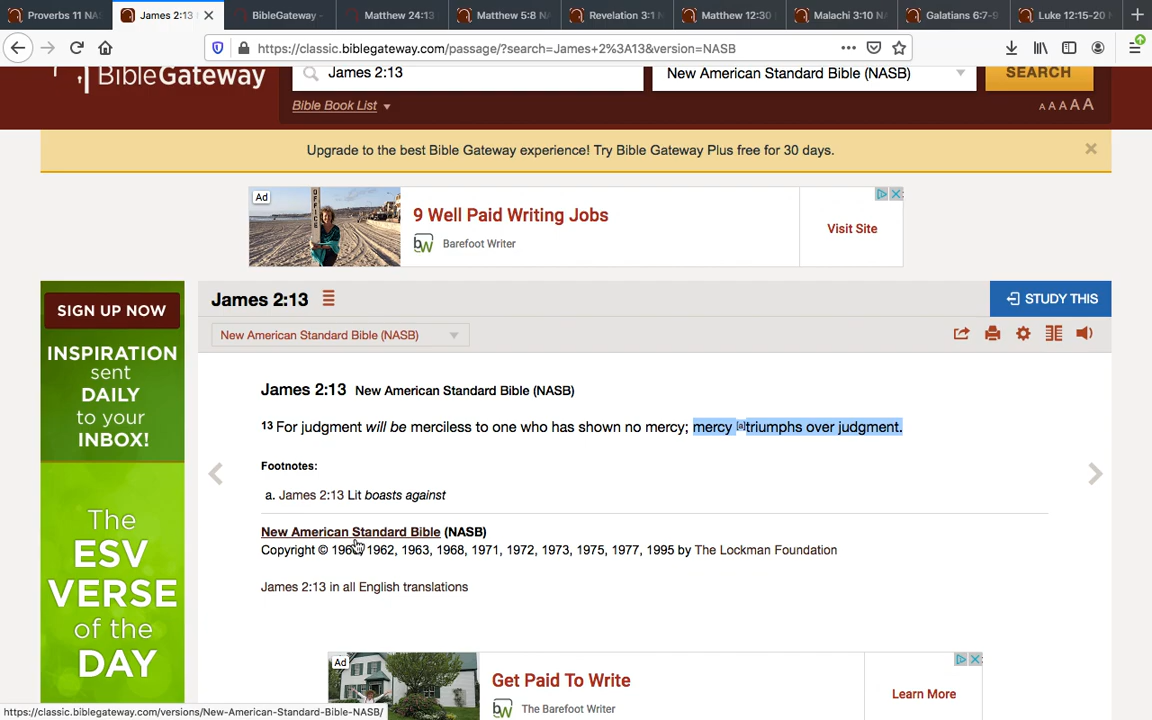 Proverbs 11 NAS
James 2:13
BibleGateway -
Matthew 24:13
Matthew 5:8 NA
Revelation 3:1
Matthew 12:30
Malachi 3:10 NA
Galatians 6:7-9
Luke 12:15-20
https://classic.biblegateway.com/passage/?search=James+2%3A13&version=NASB
BibleGateway
James 2:13
New American Standard Bible (NASB)
SEARCH
Bible Book List
A A A A A
Upgrade to the best Bible Gateway experience! Try Bible Gateway Plus free for 30 days.
Ad
OFFICE
9 Well Paid Writing Jobs
bW Barefoot Writer
Visit Site
SIGN UP NOW
INSPIRATION
sent
DAILY
to your
INBOX!
The
ESV
VERSE
of the
DAY
James 2:13
STUDY THIS
New American Standard Bible (NASB)
James 2:13 New American Standard Bible (NASB)
13 For judgment will be merciless to one who has shown no mercy; mercy [a]triumphs over judgment.
Footnotes:
a. James 2:13 Lit boasts against
New American Standard Bible (NASB)
Copyright © 1960, 1962, 1963, 1968, 1971, 1972, 1973, 1975, 1977, 1995 by The Lockman Foundation
James 2:13 in all English translations
Ad
Get Paid To Write
bW The Barefoot Writer
Learn More
https://classic.biblegateway.com/versions/New-American-Standard-Bible-NASB/